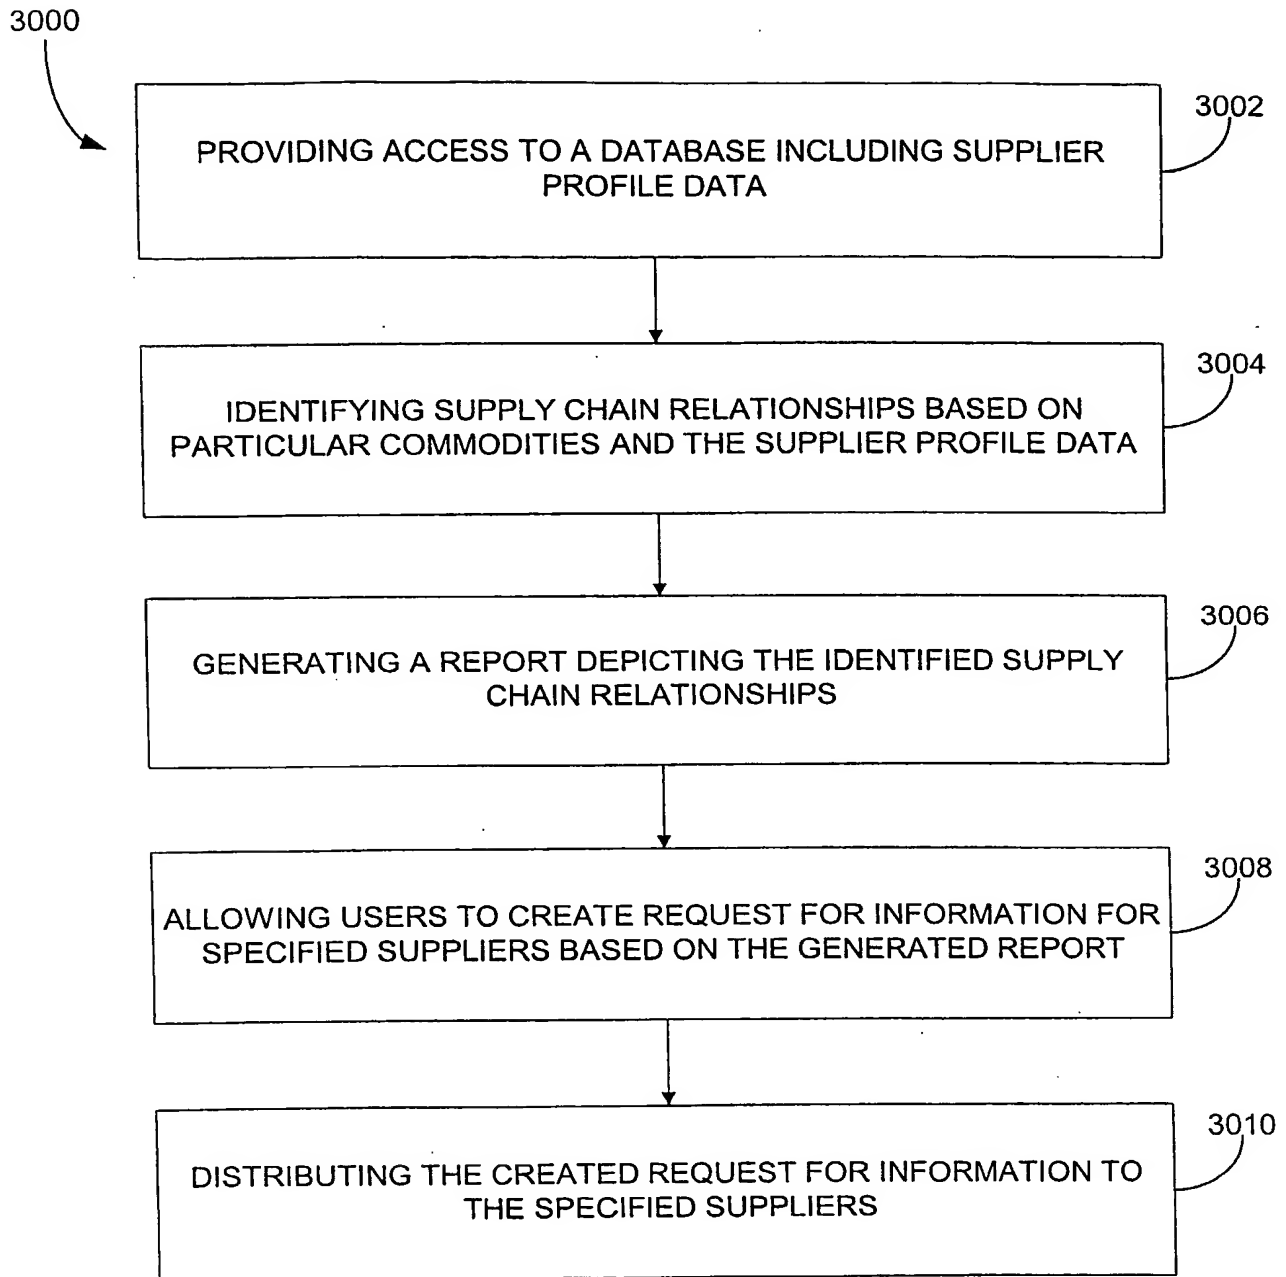 3000
3002
PROVIDING ACCESS TO A DATABASE INCLUDING SUPPLIER
PROFILE DATA
3004
IDENTIFYING SUPPLY CHAIN RELATIONSHIPS BASED ON
PARTICULAR COMMODITIES AND THE SUPPLIER PROFILE DATA
3006
GENERATING A REPORT DEPICTING THE IDENTIFIED SUPPLY
CHAIN RELATIONSHIPS
3008
ALLOWING USERS TO CREATE REQUEST FOR INFORMATION FOR
SPECIFIED SUPPLIERS BASED ON THE GENERATED REPORT
3010
DISTRIBUTING THE CREATED REQUEST FOR INFORMATION TO
THE SPECIFIED SUPPLIERS